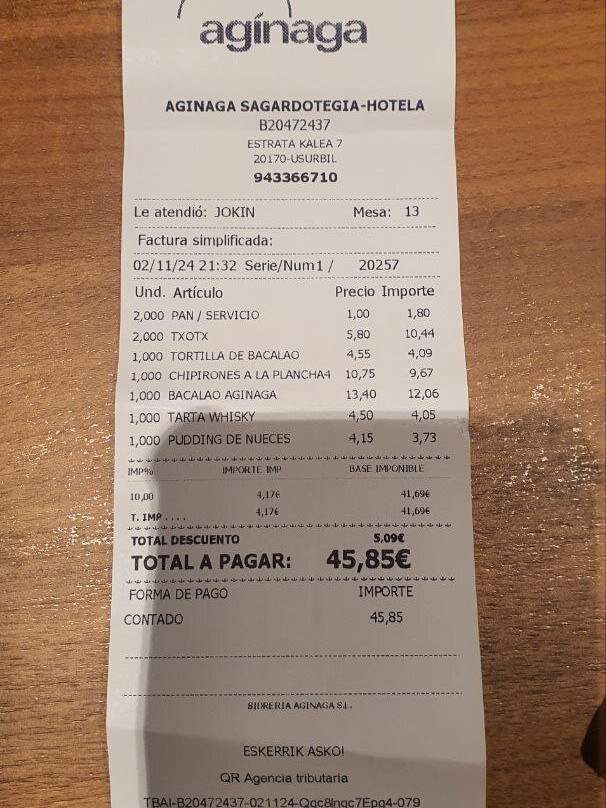 agínaga
AGINAGA SAGARDOTEGIA-HOTELA
B20472437
ESTRATA KALEA 7
20170-USURBIL
943366710
Le atendió: JOKIN Mesa: 13
Factura simplificada:
02/11/24 21:32 Serie/Num1 / 20257
Und. Artículo Precio Importe
2,000 PAN / SERVICIO 1,00 1,80
2,000 TXOTX 5,80 10,44
1,000 TORTILLA DE BACALAO 4,55 4,09
1,000 CHIPIRONES A LA PLANCHA4 10,75 9,67
1,000 BACALAO AGINAGA 13,40 12,06
1,000 TARTA WHISKY 4,50 4,05
1,000 PUDDING DE NUECES 4,15 3,73
IMP% IMPORTE IMP BASE IMPONIBLE
10,00 4,17€ 41,69€
T. IMP .... 4,17€ 41,69€
TOTAL DESCUENTO 5,09€
TOTAL A PAGAR: 45,85€
FORMA DE PAGO IMPORTE
CONTADO 45,85
SIDRERIA AGINAGA S.L.
ESKERRIK ASKO!
QR Agencia tributaria